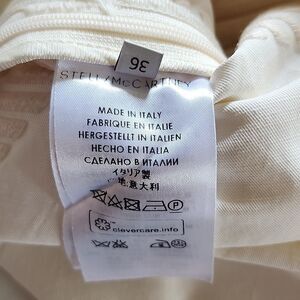 36
STELLA McCARTNEY
MADE IN ITALY
FABRIQUE EN ITALIE
HERGESTELLT IN ITALIEN
HECHO EN ITALIA
СДЕЛАНО В ИТАЛИИ
イタリア製
地:意大利
P
clevercare.info